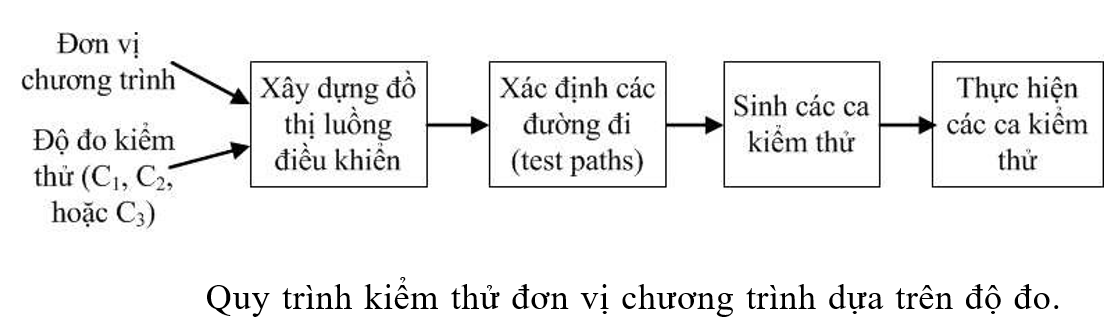 Đơn vị
chương trình
Độ đo kiểm
thử (C₁, C₂,
hoặc C₃)
Xây dựng đồ
thị luồng
điều khiển
Xác định các
đường đi
(test paths)
Sinh các ca
kiểm thử
Thực hiện
các ca kiểm
thử
Quy trình kiểm thử đơn vị chương trình dựa trên độ đo.